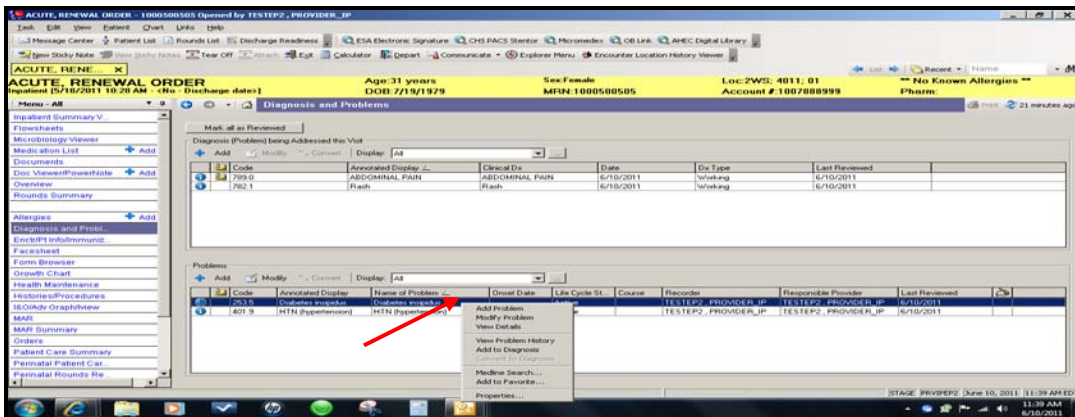 ACUTE, RENEWAL ORDER - 1000500505 Opened by TESTEP2 , PROVIDER_IP
Task Edit View Patient Chart Links Help
Message Center Patient List Rounds List Discharge Readiness ESA Electronic Signature CHS PACS Stentor Micromedex OB Link AHEC Digital Library
New Sticky Note View Sticky Notes Tear Off Attach Exit Calculator Depart Communicate Explorer Menu Encounter Location History Viewer
ACUTE, RENE... List Recent Name
ACUTE, RENEWAL ORDER Age:31 years Sex:Female Loc:2WS; 4011; 01 ** No Known Allergies **
Inpatient [5/18/2011 10:28 AM - <No - Discharge date>] DOB:7/19/1979 MRN:1000500505 Account #:1007888999 Pharm:
Menu - All Diagnosis and Problems Print 21 minutes ago
Inpatient Summary V...
Flowsheets
Microbiology Viewer
Medication List Add
Documents
Doc Viewer/PowerNote Add
Overview
Rounds Summary
Allergies Add
Diagnosis and Probl...
Enctr/Pt Info/Immuniz...
Facesheet
Form Browser
Growth Chart
Health Maintenance
Histories/Procedures
I&O/Adv Graph/View
MAR
MAR Summary
Orders
Patient Care Summary
Perinatal Patient Car...
Perinatal Rounds Re...
Mark all as Reviewed
Diagnosis (Problem) being Addressed this Visit
Add Modify Convert Display: All
Code Annotated Display Clinical Dx Date Dx Type Last Reviewed
789.0 ABDOMINAL PAIN ABDOMINAL PAIN 6/10/2011 Working 6/10/2011
782.1 Rash Rash 6/10/2011 Working 6/10/2011
Problems
Add Modify Convert Display: All
Code Annotated Display Name of Problem Onset Date Life Cycle St... Course Recorder Responsible Provider Last Reviewed
253.5 Diabetes insipidus Diabetes insipidus Active TESTEP2 , PROVIDER_IP TESTEP2 , PROVIDER_IP 6/10/2011
401.9 HTN (hypertension) HTN (hypertension) TESTEP2 , PROVIDER_IP TESTEP2 , PROVIDER_IP 6/10/2011
Add Problem
Modify Problem
View Details
View Problem History
Add to Diagnosis
Convert to Diagnosis
Medline Search...
Add to Favorite...
Properties...
STAGE PRVIPEP2 June 10, 2011 11:39 AM ED
11:39 AM
6/10/2011